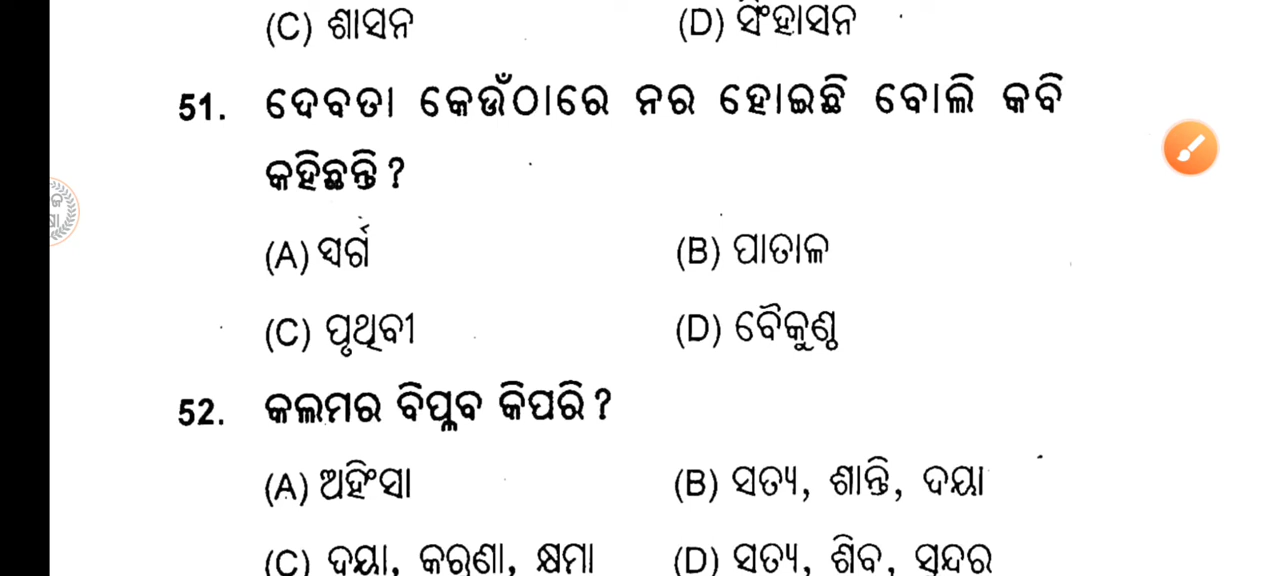 (C) ଶାସନ (D) ସିଂହାସନ
51. ଦେବତା କେଉଁଠାରେ ନର ହୋଇଛି ବୋଲି କବି
କହିଛନ୍ତି ?
(A) ସ୍ୱର୍ଗ (B) ପାତାଳ
(C) ପୃଥିବୀ (D) ବୈକୁଣ୍ଠ
52. କଲମର ବିପ୍ଳବ କିପରି ?
(A) ଅହିଂସା (B) ସତ୍ୟ, ଶାନ୍ତି, ଦୟା
(C) ଦୟା, କରୁଣା, କ୍ଷମା (D) ସତ୍ୟ, ଶିବ, ସୁନ୍ଦର